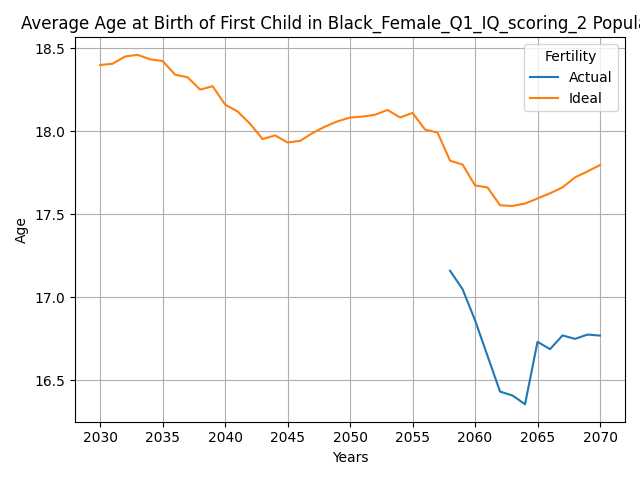 Average Age at Birth of First Child in Black_Female_Q1_IQ_scoring_2 Popula
Fertility
Actual
Ideal
18.5
18.0
17.5
17.0
16.5
Age
2030 2035 2040 2045 2050 2055 2060 2065 2070
Years